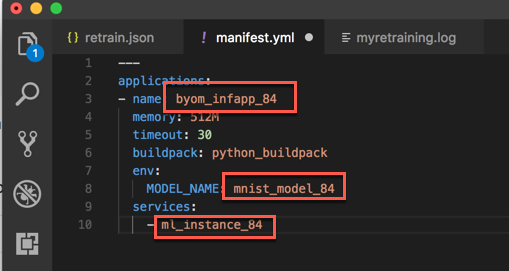 {} retrain.json
! manifest.yml
myretraining.log
1
1 ---
2 applications:
3 - name: byom_infapp_84
4 memory: 512M
5 timeout: 30
6 buildpack: python_buildpack
7 env:
8 MODEL_NAME: mnist_model_84
9 services:
10 - ml_instance_84